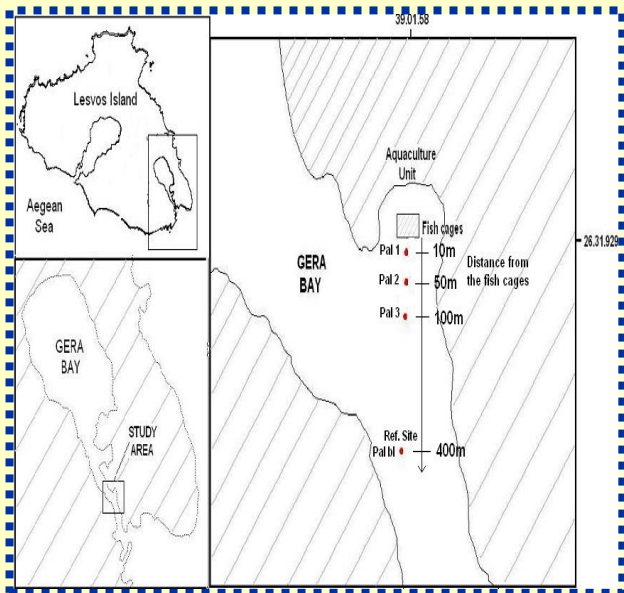 39.01.58
Lesvos Island
Aegean
Sea
GERA
BAY
STUDY
AREA
Aquaculture
Unit
Fish cages
26.31.929
GERA
BAY
Pal 1
10m
Distance from
the fish cages
Pal 2
50m
Pal 3
100m
Ref. Site
Pal bl
400m